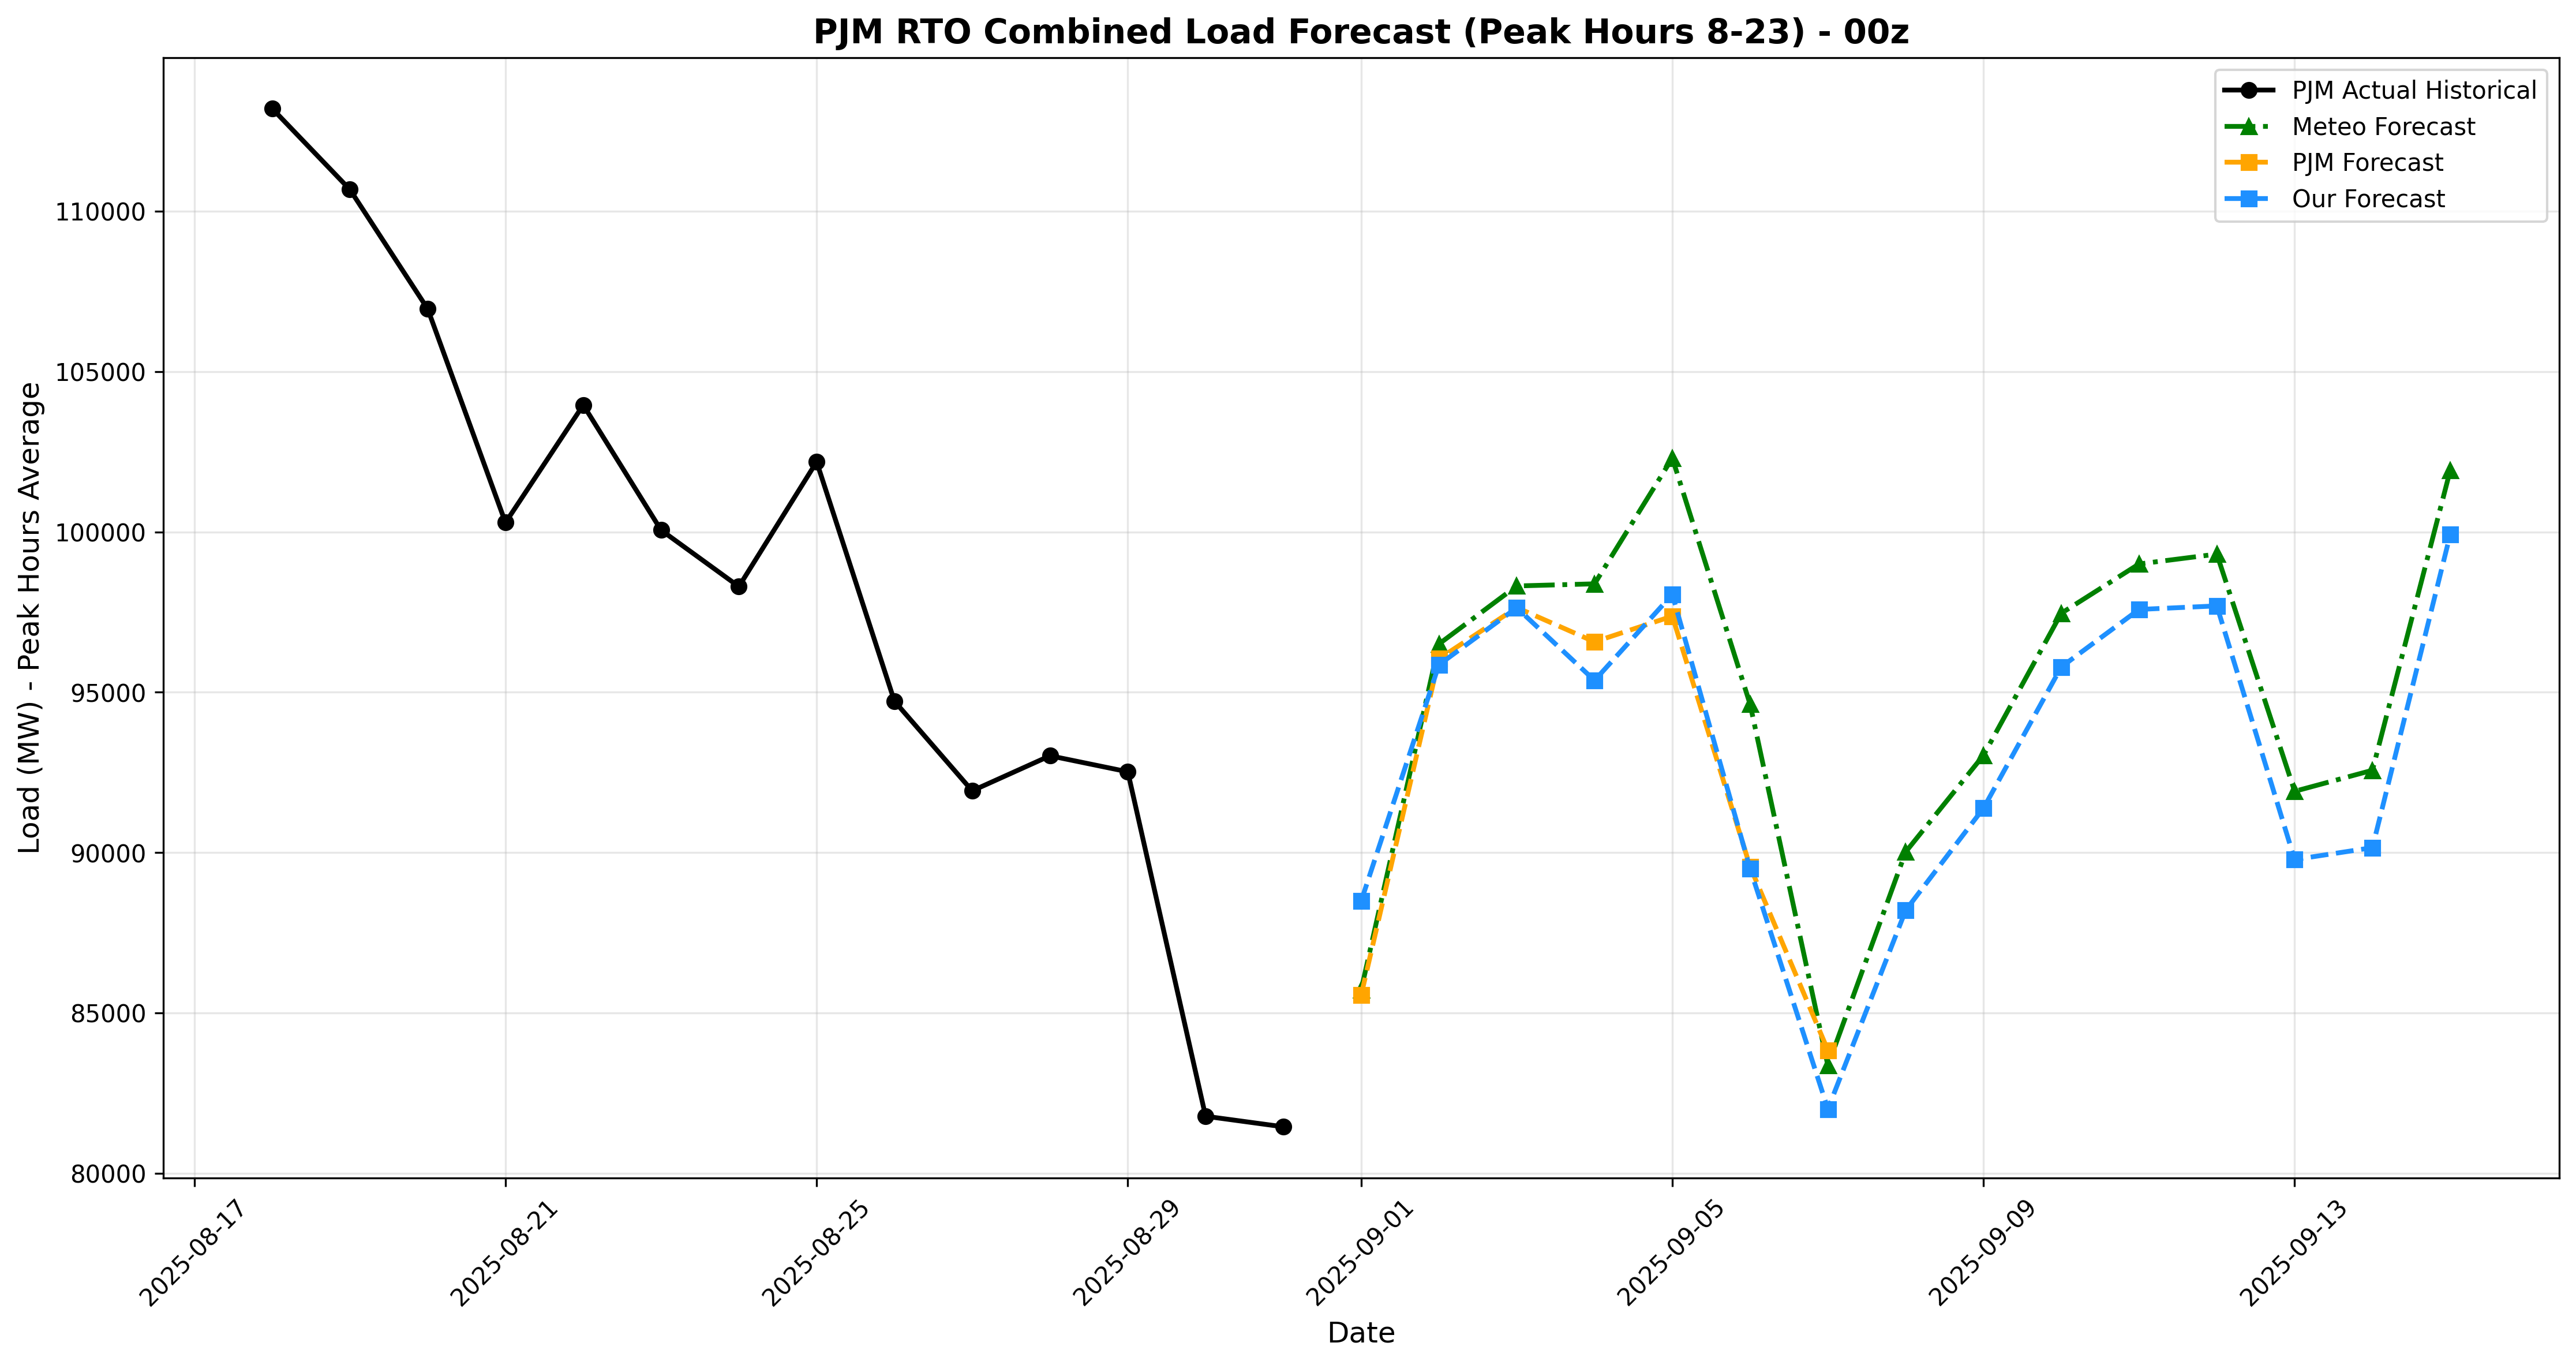 PJM RTO Combined Load Forecast (Peak Hours 8-23) - 00z
PJM Actual Historical
Meteo Forecast
PJM Forecast
Our Forecast
Load (MW) - Peak Hours Average
110000
105000
100000
95000
90000
85000
80000
2025-08-17
2025-08-21
2025-08-25
2025-08-29
2025-09-01
2025-09-05
2025-09-09
2025-09-13
Date